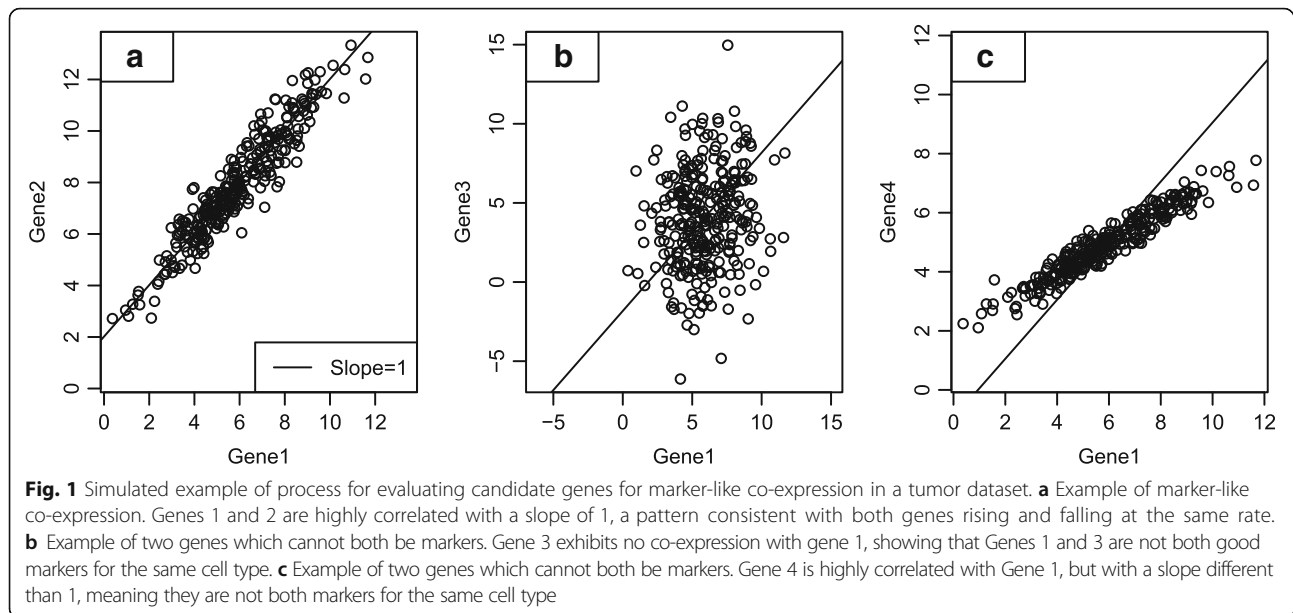 a
b
c
Gene2
0 2 4 6 8 10 12
Slope=1
0 2 4 6 8 10 12
Gene1
Gene3
−5 0 5 10 15
−5 0 5 10 15
Gene1
Gene4
0 2 4 6 8 10 12
0 2 4 6 8 10 12
Gene1
Fig. 1 Simulated example of process for evaluating candidate genes for marker-like co-expression in a tumor dataset. a Example of marker-like
co-expression. Genes 1 and 2 are highly correlated with a slope of 1, a pattern consistent with both genes rising and falling at the same rate.
b Example of two genes which cannot both be markers. Gene 3 exhibits no co-expression with gene 1, showing that Genes 1 and 3 are not both good
markers for the same cell type. c Example of two genes which cannot both be markers. Gene 4 is highly correlated with Gene 1, but with a slope different
than 1, meaning they are not both markers for the same cell type